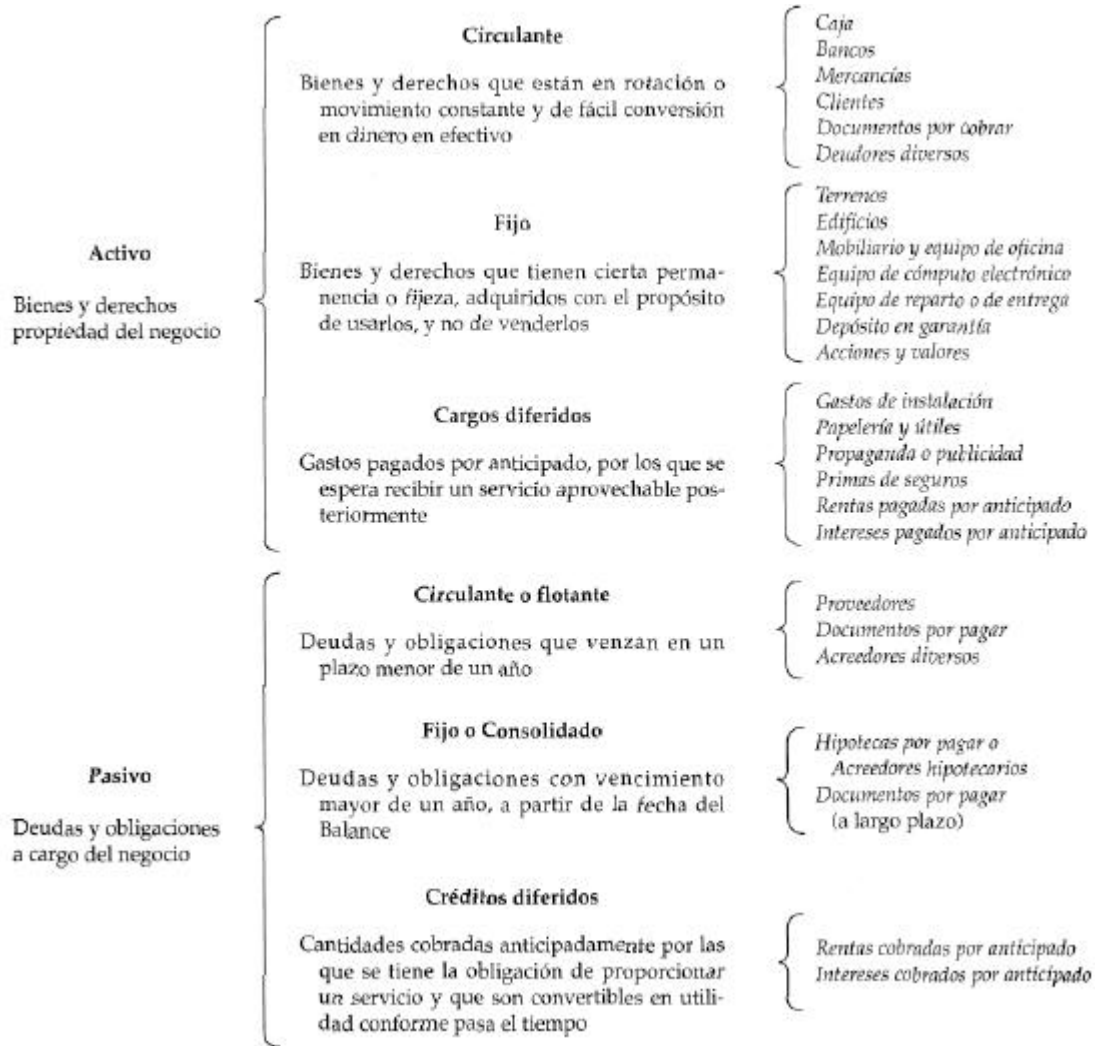 Activo
Bienes y derechos
propiedad del negocio
Circulante
Bienes y derechos que están en rotación o
movimiento constante y de fácil conversión
en dinero en efectivo
Caja
Bancos
Mercancías
Clientes
Documentos por cobrar
Deudores diversos
Fijo
Bienes y derechos que tienen cierta perma-
nencia o fijeza, adquiridos con el propósito
de usarlos, y no de venderlos
Terrenos
Edificios
Mobiliario y equipo de oficina
Equipo de cómputo electrónico
Equipo de reparto o de entrega
Depósito en garantía
Acciones y valores
Cargos diferidos
Gastos pagados por anticipado, por los que se
espera recibir un servicio aprovechable pos-
teriormente
Gastos de instalación
Papelería y útiles
Propaganda o publicidad
Primas de seguros
Rentas pagadas por anticipado
Intereses pagados por anticipado
Pasivo
Deudas y obligaciones
a cargo del negocio
Circulante o flotante
Deudas y obligaciones que venzan en un
plazo menor de un año
Proveedores
Documentos por pagar
Acreedores diversos
Fijo o Consolidado
Deudas y obligaciones con vencimiento
mayor de un año, a partir de la fecha del
Balance
Hipotecas por pagar o
Acreedores hipotecarios
Documentos por pagar
(a largo plazo)
Créditos diferidos
Cantidades cobradas anticipadamente por las
que se tiene la obligación de proporcionar
un servicio y que son convertibles en utili-
dad conforme pasa el tiempo
Rentas cobradas por anticipado
Intereses cobrados por anticipado